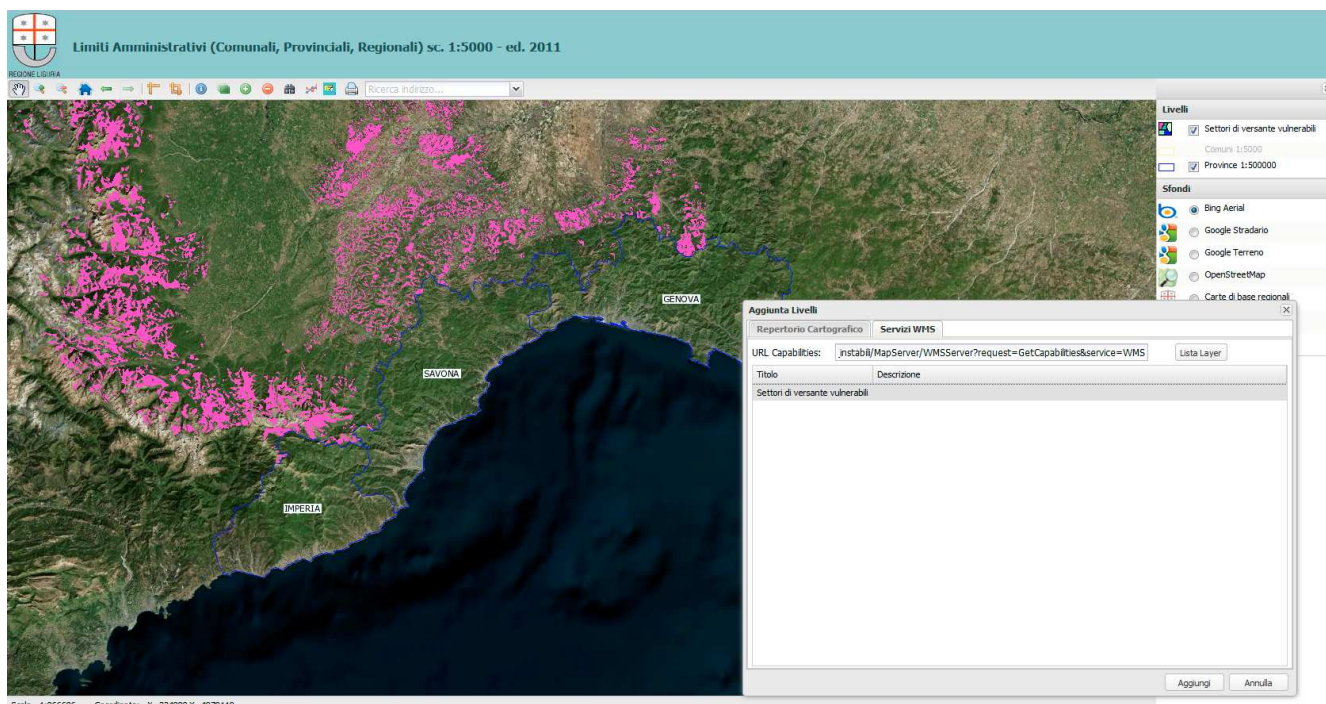 Limiti Amministrativi (Comunali, Provinciali, Regionali) sc. 1:5000 - ed. 2011
REGIONE LIGURIA
Ricerca indirizzo...
Livelli
Settori di versante vulnerabili
Comuni 1:5000
Province 1:500000
Sfondi
Bing Aerial
Google Stradario
Google Terreno
OpenStreetMap
Carte di base regionali
GENOVA
SAVONA
IMPERIA
Aggiunta Livelli
Repertorio Cartografico
Servizi WMS
URL Capabilities:
_instabili/MapServer/WMSServer?request=GetCapabilities&service=WMS
Lista Layer
Titolo
Descrizione
Settori di versante vulnerabili
Aggiungi
Annulla